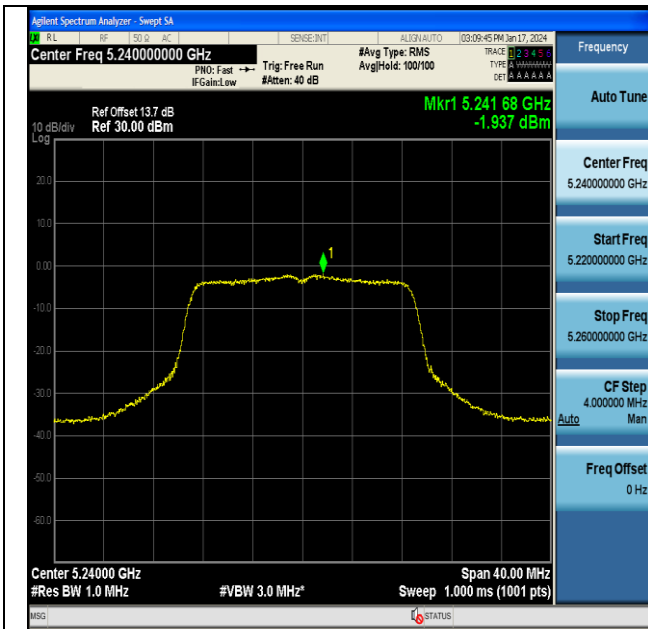 Agilent Spectrum Analyzer - Swept SA
LXI RL RF 50 Ω AC SENSE:INT ALIGNAUTO 03:09:45 PM Jan 17, 2024
Center Freq 5.240000000 GHz #Avg Type: RMS TRACE 1 2 3 4 5 6
PNO: Fast Trig: Free Run Avg|Hold: 100/100 TYPE A
IFGain:Low #Atten: 40 dB DET A A A A A A
Mkr1 5.241 68 GHz
-1.937 dBm
Ref Offset 13.7 dB
10 dB/div Ref 30.00 dBm
Log
20.0
10.0
0.00
-10.0
-20.0
-30.0
-40.0
-50.0
-60.0
1
Center 5.24000 GHz Span 40.00 MHz
#Res BW 1.0 MHz #VBW 3.0 MHz* Sweep 1.000 ms (1001 pts)
MSG STATUS
Frequency
Auto Tune
Center Freq
5.240000000 GHz
Start Freq
5.220000000 GHz
Stop Freq
5.260000000 GHz
CF Step
4.000000 MHz
Auto Man
Freq Offset
0 Hz